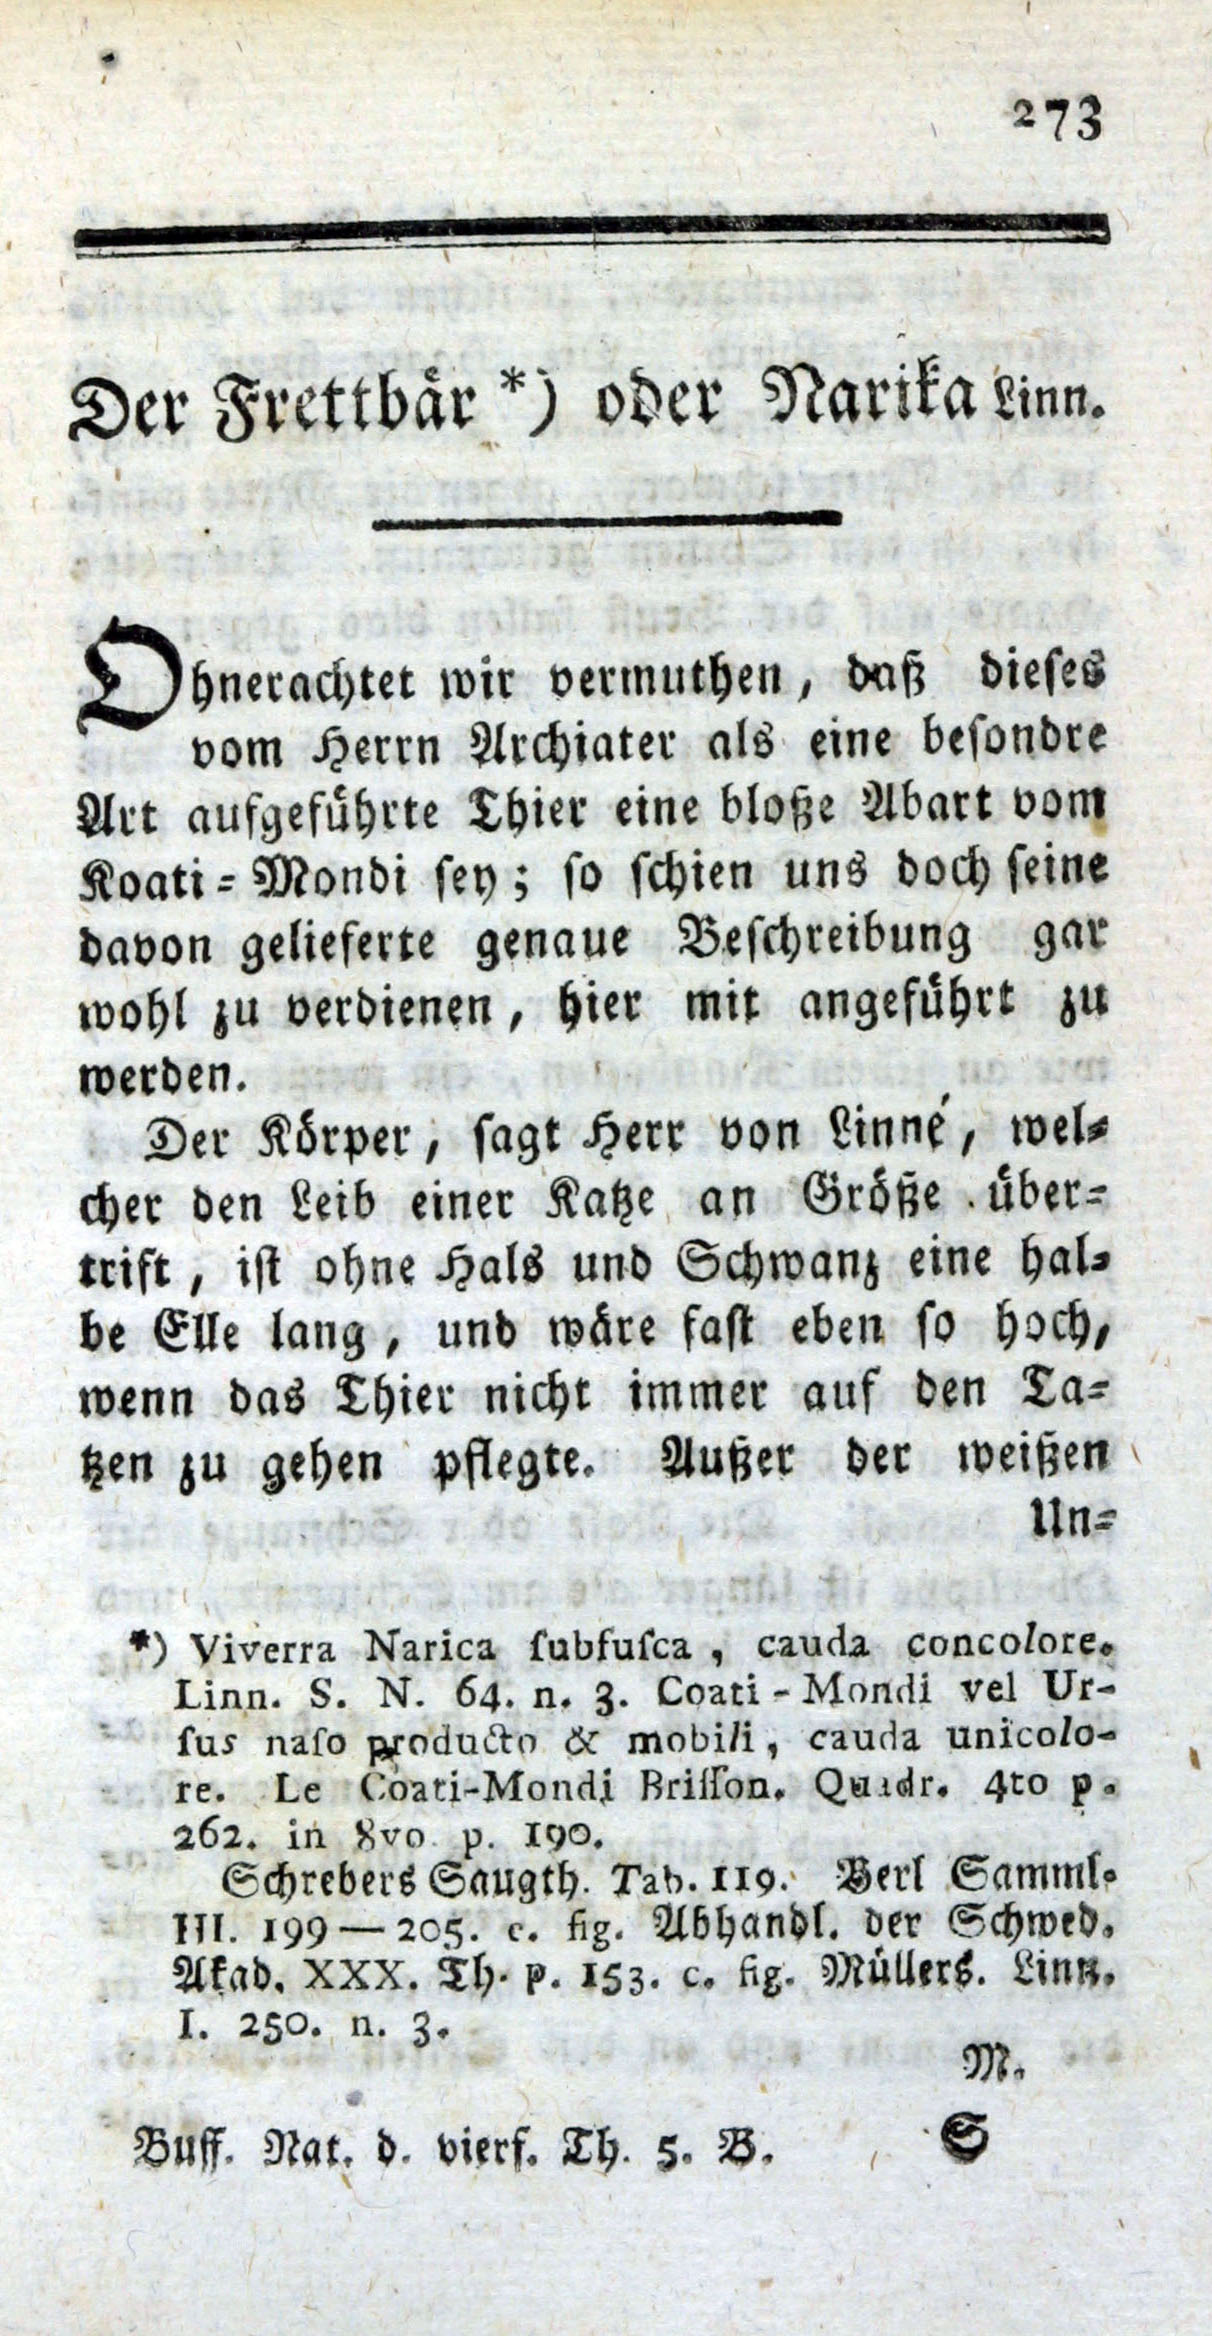 273
Der Frettbår *) oder Narika Linn.
Ohnerachtet wir vermuthen, daß dieses
vom Herrn Archiater als eine besondre
Art aufgefůhrte Thier eine bloße Abart vom
Koati=Mondi sey; so schien uns doch seine
davon gelieferte genaue Beschreibung gar
wohl zu verdienen, hier mit angefůhrt zu
werden.
Der Kôrper, sagt Herr von Linné, wel=
cher den Leib einer Katze an Grôße über=
trift, ist ohne Hals und Schwanz eine hal=
be Elle lang, und wåre fast eben so hoch,
wenn das Thier nicht immer auf den Ta=
tzen zu gehen pflegte. Außer der weißen
Un=
*) Viverra Narica ſubfuſca, cauda concolore.
Linn. S. N. 64. n. 3. Coati-Mondi vel Ur-
ſus naſo producto & mobili, cauda unicolo-
re. Le Coati-Mondi Briſſon. Quadr. 4to p.
262. in 8vo p. 190.
Schrebers Saugth. Tab. 119. Berl Samml.
III. 199—205. c. fig. Abhandl. der Schwed.
Akad. XXX. Th. p. 153. c. fig. Müllers. Linn.
I. 250. n. 3.
M.
Buff. Nat. d. vierf. Th. 5. B. S